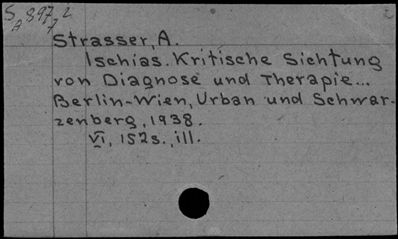 Strasser, A.
Ischias. Kritische Sichtung
von Diagnose und Therapie...
Berlin-Wien, Urban und Schwar-
zenberg, 1938.
VI, 152s., ill.